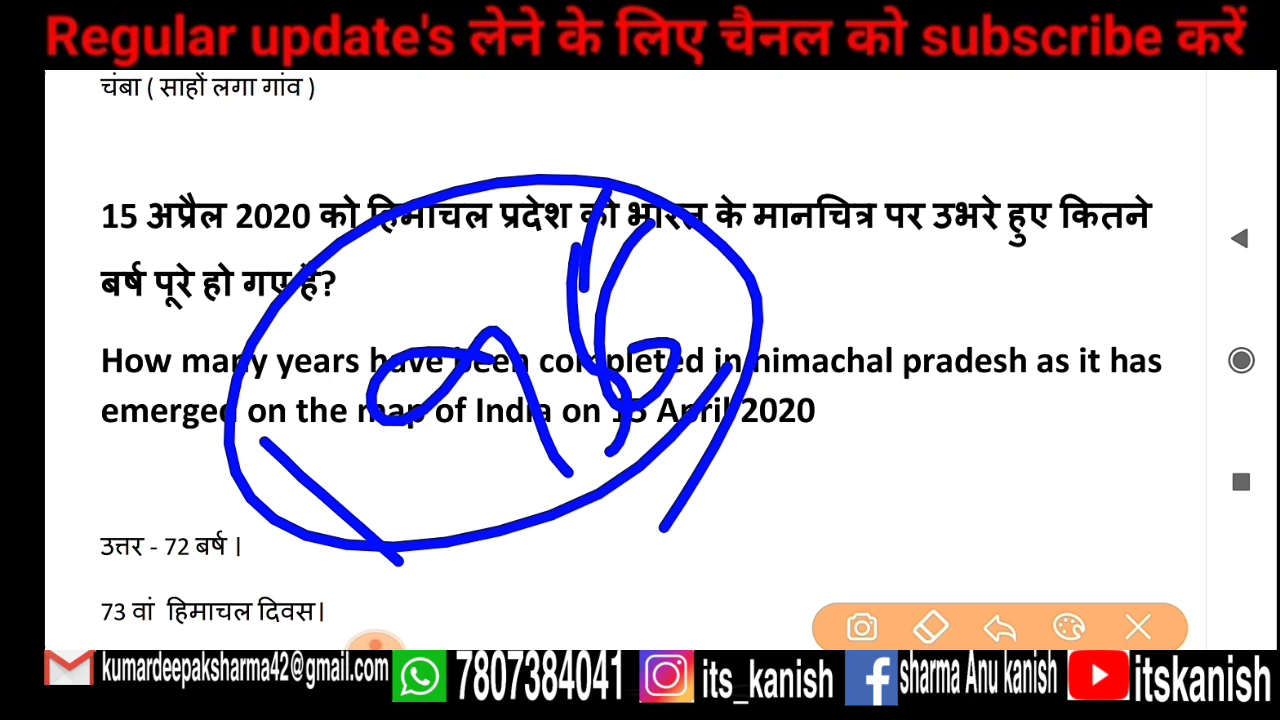 Regular update's लेने के लिए चैनल को subscribe करें
चंबा ( साहों लगा गांव )
15 अप्रैल 2020 को हिमाचल प्रदेश को भारत के मानचित्र पर उभरे हुए कितने
बर्ष पूरे हो गए हैं?
How many years have been completed in himachal pradesh as it has
emerged on the map of India on 15 April 2020
उत्तर - 72 बर्ष |
73 वां हिमाचल दिवस|
kumardeepaksharma42@gmail.com 7807384041 its_kanish sharma Anu kanish itskanish